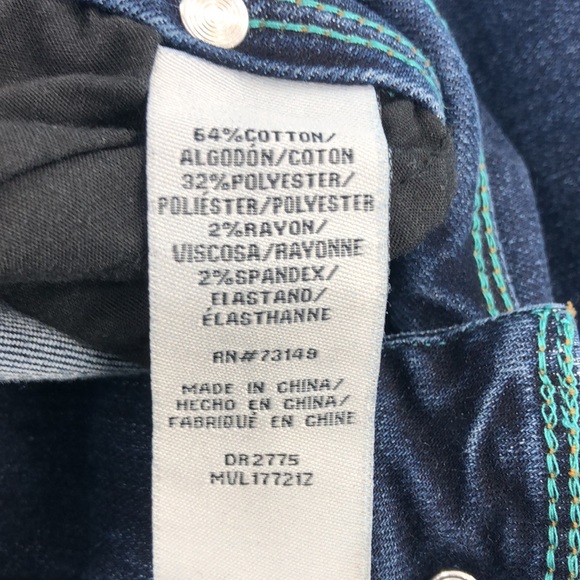 64%COTTON/
ALGODÓN/COTON
32%POLYESTER/
POLIÉSTER/POLYESTER
2%RAYON/
VISCOSA/RAYONNE
2%SPANDEX/
ELASTANO/
ÉLASTHANNE
RN#73149
MADE IN CHINA/
HECHO EN CHINA/
FABRIQUÉ EN CHINE
DR2775
MVL17721Z